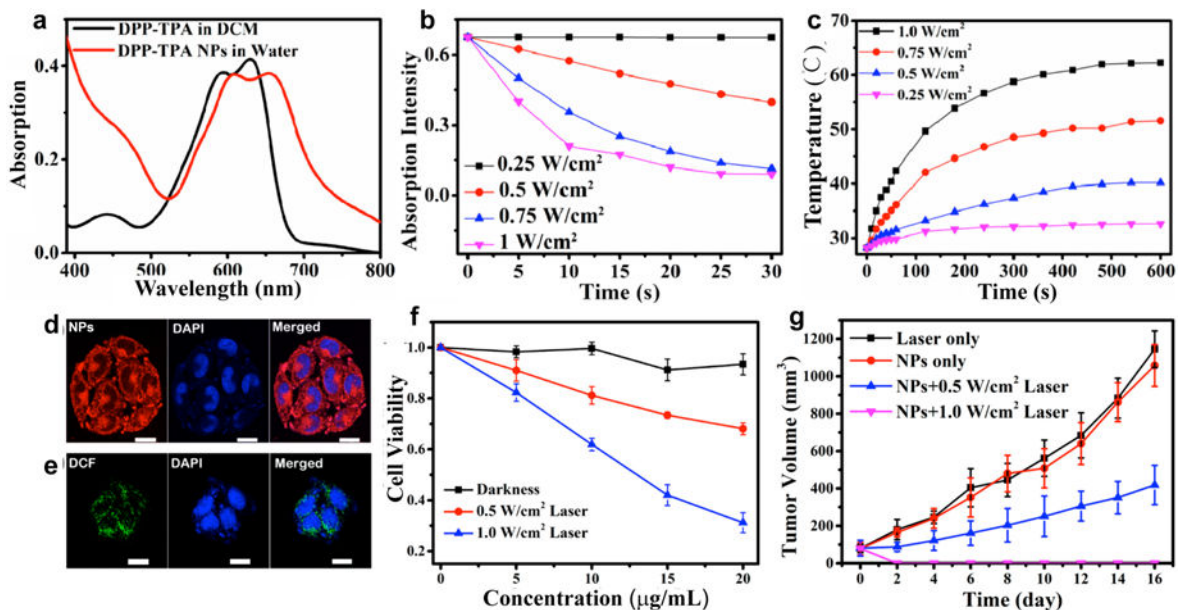 a
DPP-TPA in DCM
DPP-TPA NPs in Water
0.4
0.2
0.0
Absorption
400 500 600 700 800
Wavelength (nm)
b
0.6
0.3
0.0
Absorption Intensity
0.25 W/cm²
0.5 W/cm²
0.75 W/cm²
1 W/cm²
0 5 10 15 20 25 30
Time (s)
c
1.0 W/cm²
0.75 W/cm²
0.5 W/cm²
0.25 W/cm²
70
60
50
40
30
Temperature (℃)
0 120 240 360 480 600
Time (s)
d
NPs DAPI Merged
e
DCF DAPI Merged
f
1.0
0.8
0.6
0.4
Cell Viability
Darkness
0.5 W/cm² Laser
1.0 W/cm² Laser
0 5 10 15 20
Concentration (μg/mL)
g
Laser only
NPs only
NPs+0.5 W/cm² Laser
NPs+1.0 W/cm² Laser
1200
1000
800
600
400
200
0
Tumor Volume (mm³)
0 2 4 6 8 10 12 14 16
Time (day)